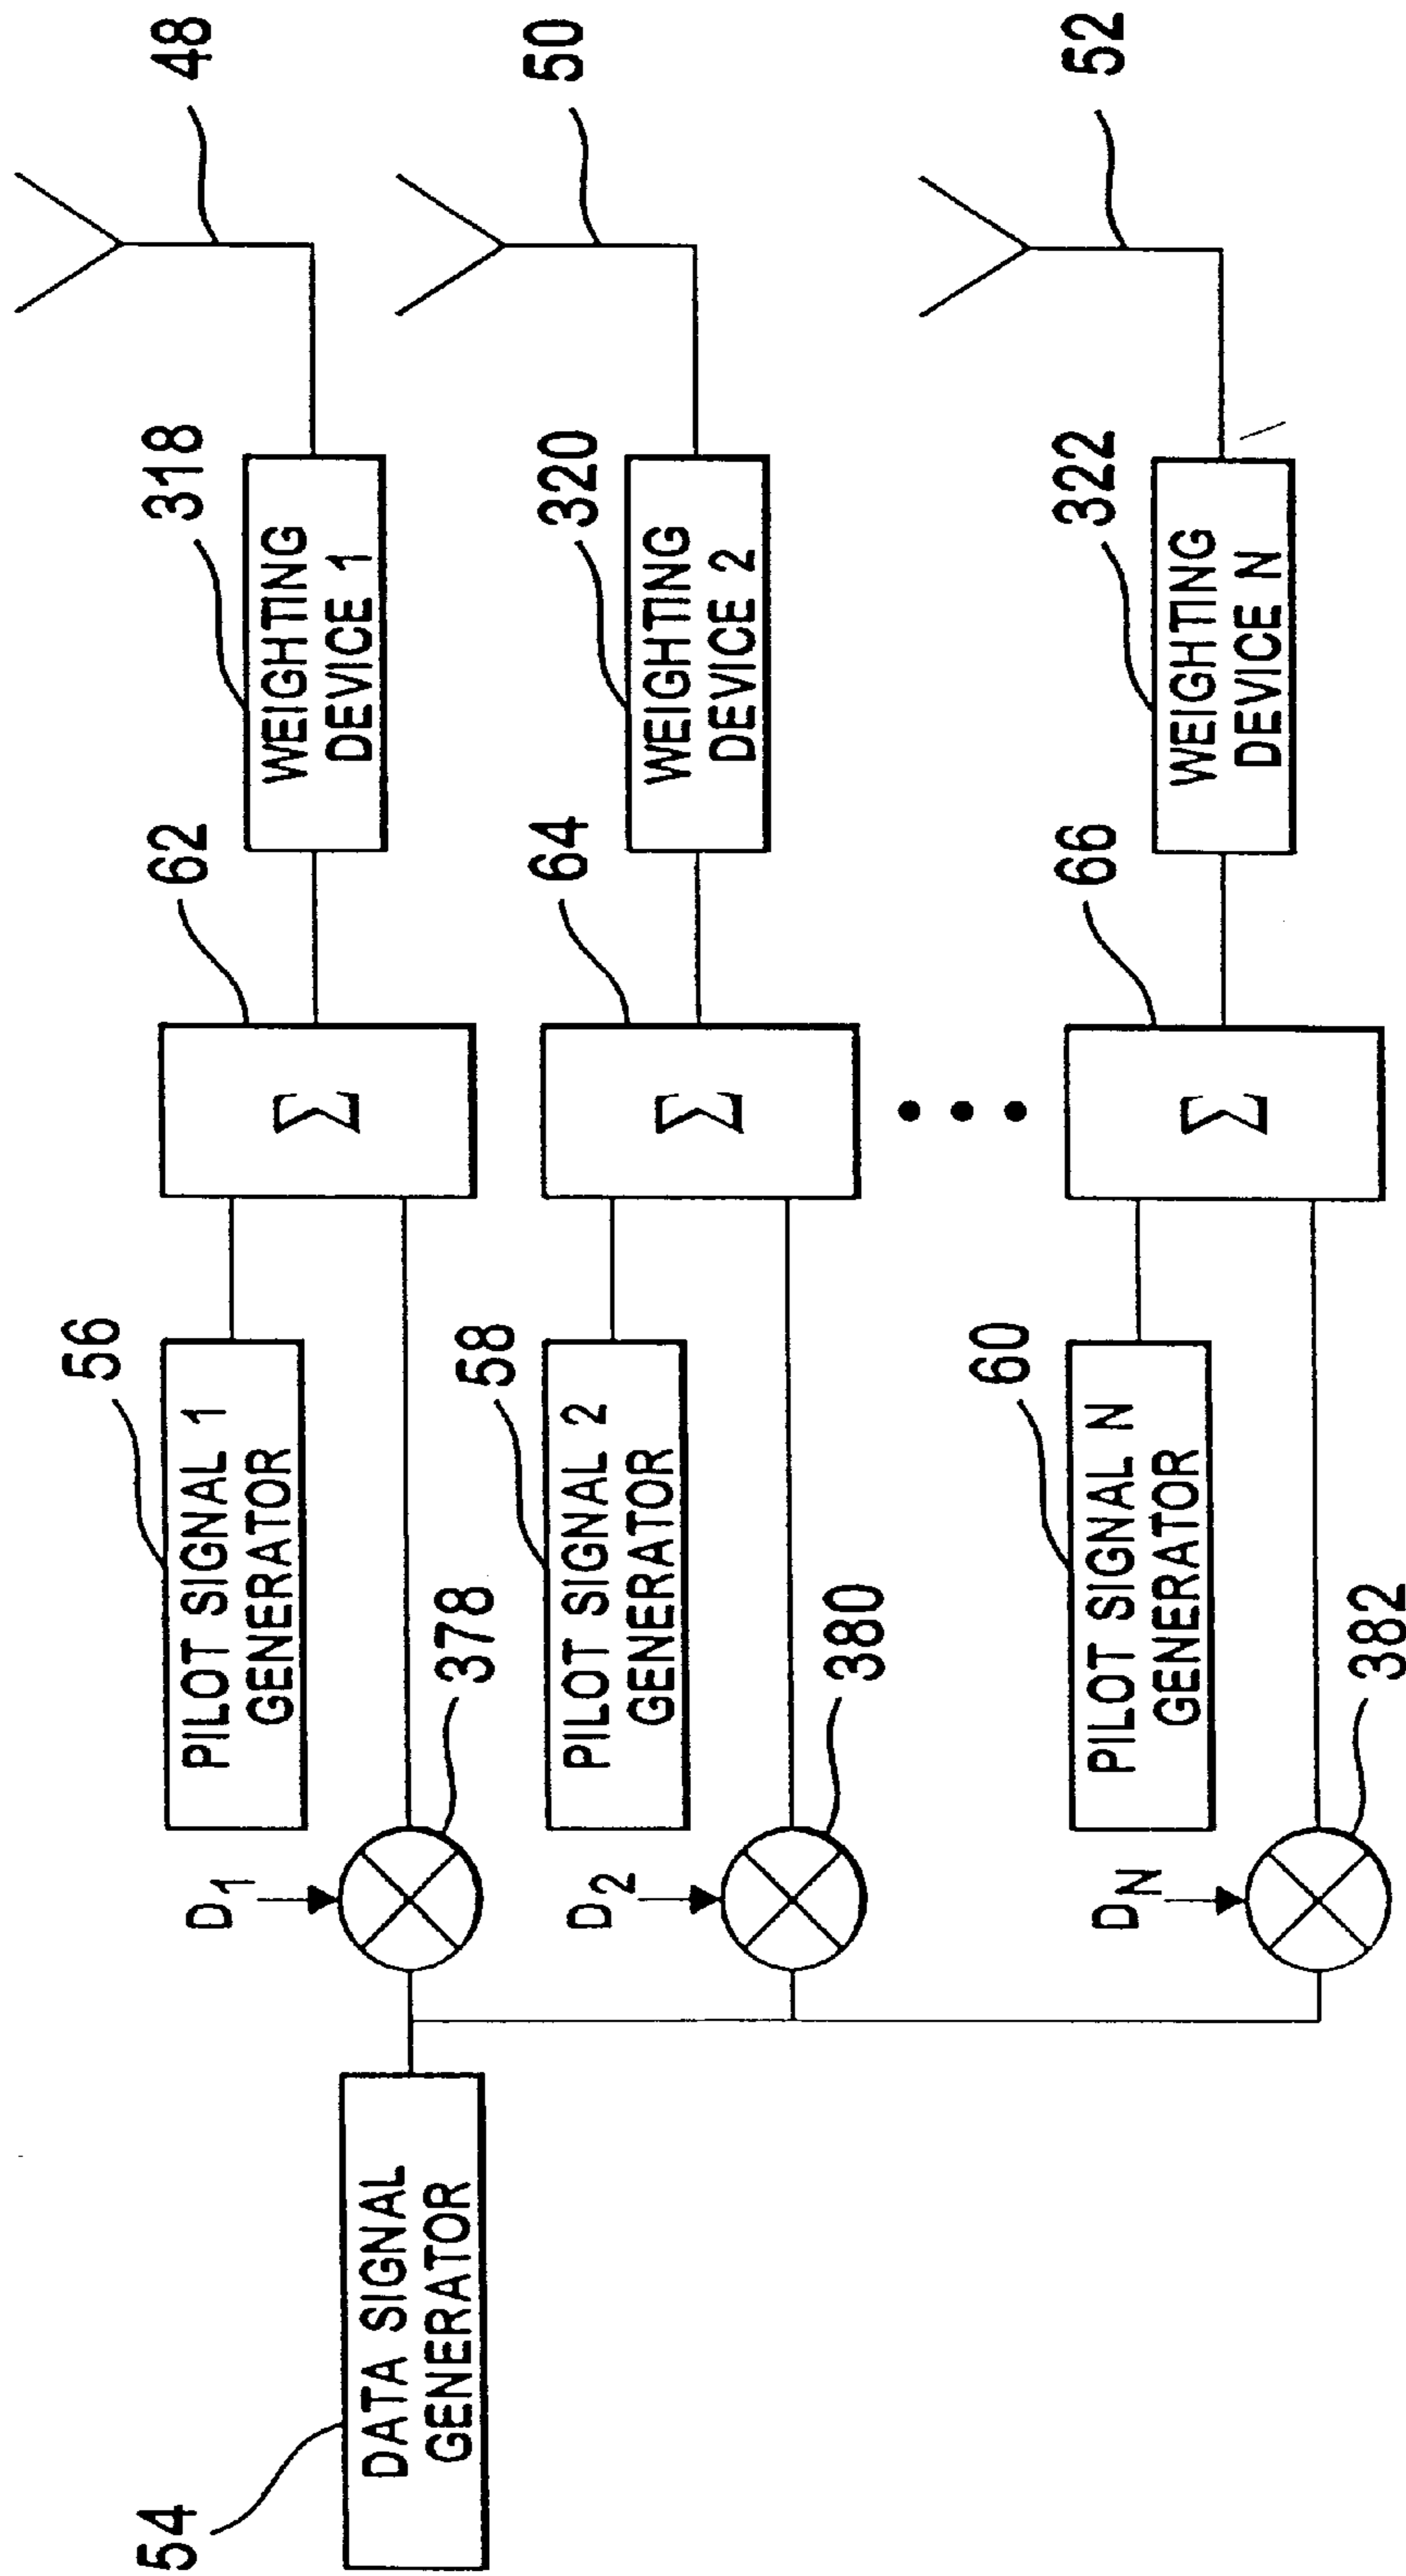 48
50
52
318
320
322
WEIGHTING
DEVICE 1
WEIGHTING
DEVICE 2
WEIGHTING
DEVICE N
62
64
66
Σ
Σ
Σ
56
58
60
PILOT SIGNAL 1
GENERATOR
PILOT SIGNAL 2
GENERATOR
PILOT SIGNAL N
GENERATOR
378
380
382
D1
D2
DN
DATA SIGNAL
GENERATOR
54